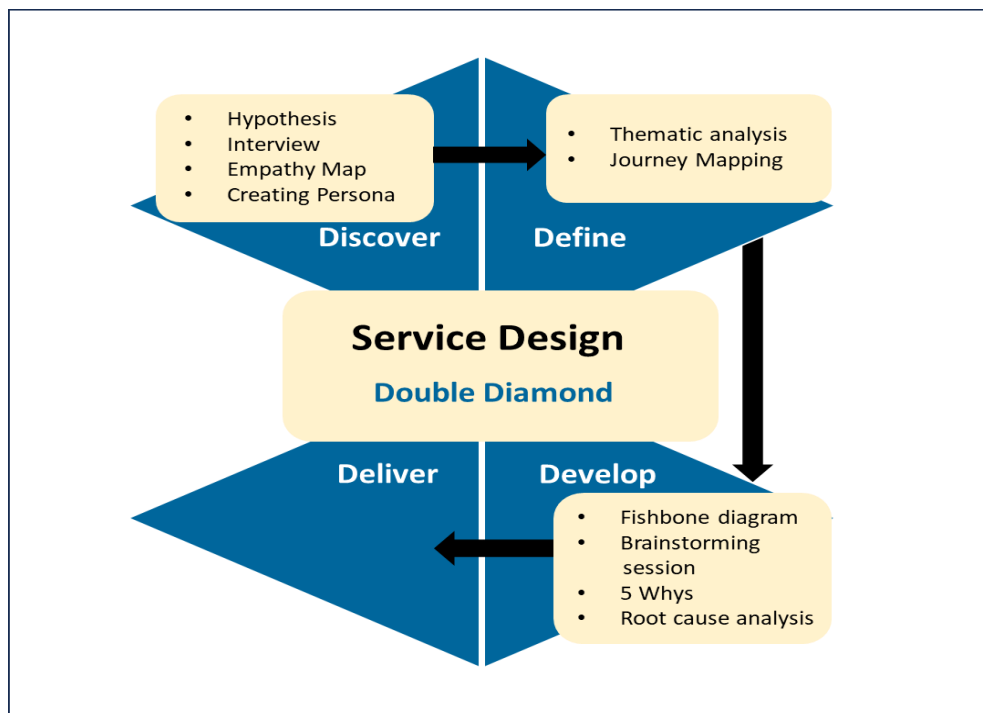 • Hypothesis
• Interview
• Empathy Map
• Creating Persona
Discover
• Thematic analysis
• Journey Mapping
Define
Service Design
Double Diamond
Deliver
Develop
• Fishbone diagram
• Brainstorming
session
• 5 Whys
• Root cause analysis